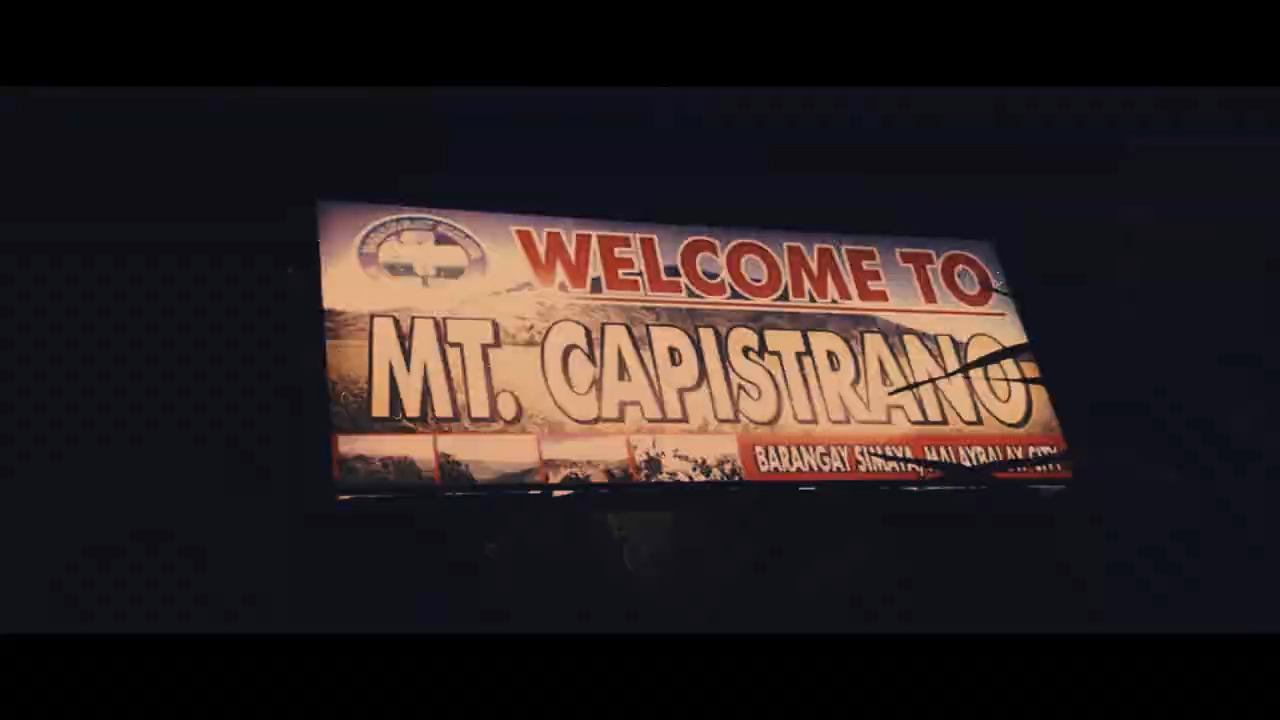 WELCOME TO
MT. CAPISTRANO
BARANGAY SIMAYA, MALAYBALAY CITY